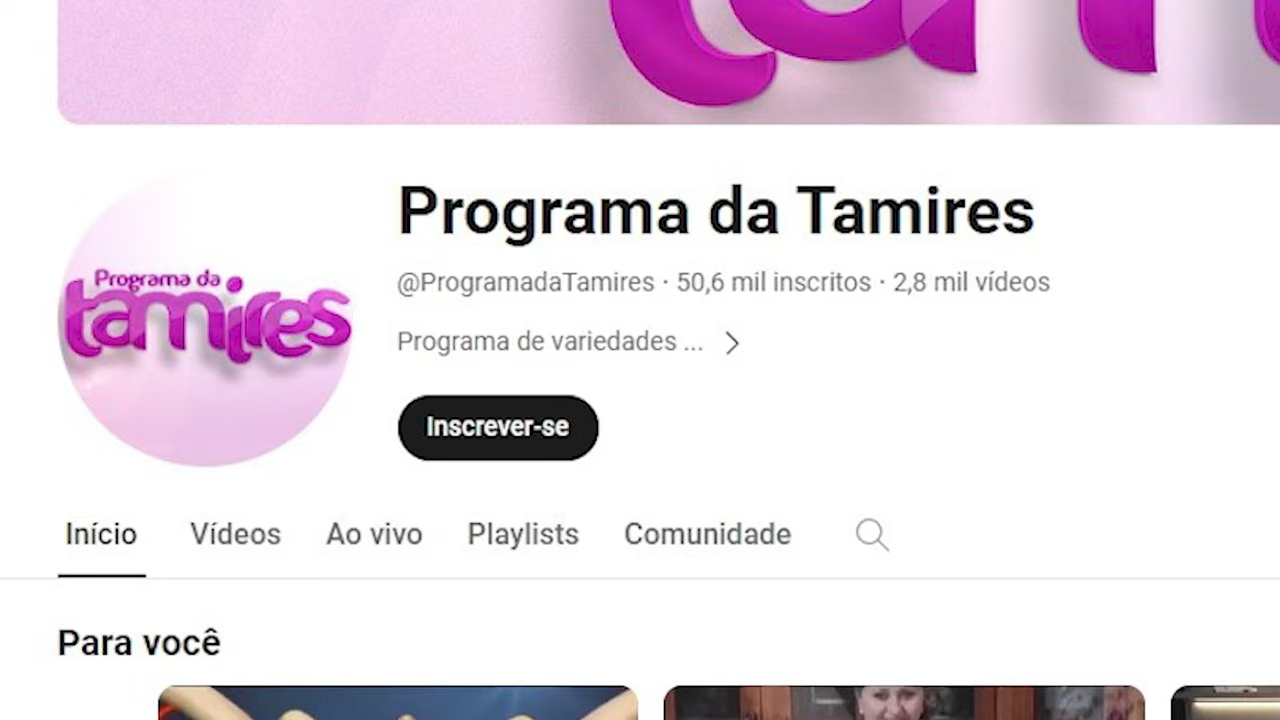 Programa da Tamires
@ProgramadaTamires · 50,6 mil inscritos · 2,8 mil vídeos
Programa de variedades ...
Inscrever-se
Programa da
tamires
Início Vídeos Ao vivo Playlists Comunidade
Para você